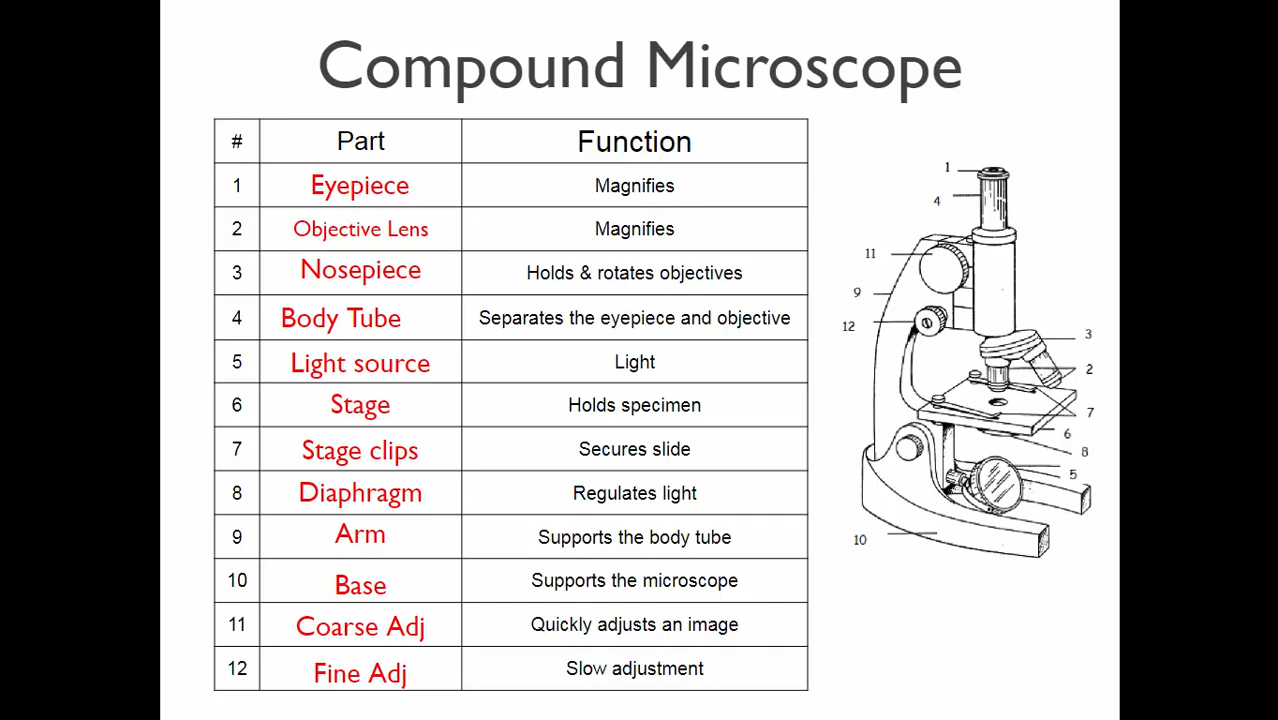 Compound Microscope
# Part Function
1 Eyepiece Magnifies
2 Objective Lens Magnifies
3 Nosepiece Holds & rotates objectives
4 Body Tube Separates the eyepiece and objective
5 Light source Light
6 Stage Holds specimen
7 Stage clips Secures slide
8 Diaphragm Regulates light
9 Arm Supports the body tube
10 Base Supports the microscope
11 Coarse Adj Quickly adjusts an image
12 Fine Adj Slow adjustment
1
4
11
9
12
3
2
7
6
8
5
10